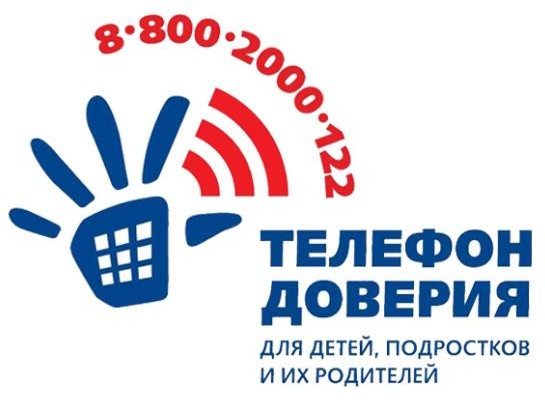 8·800·2000·122
ТЕЛЕФОН
ДОВЕРИЯ
ДЛЯ ДЕТЕЙ, ПОДРОСТКОВ
И ИХ РОДИТЕЛЕЙ